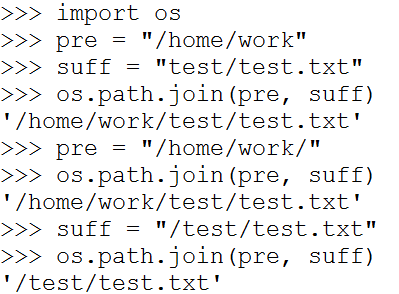 >>> import os
>>> pre = "/home/work"
>>> suff = "test/test.txt"
>>> os.path.join(pre, suff)
'/home/work/test/test.txt'
>>> pre = "/home/work/"
>>> os.path.join(pre, suff)
'/home/work/test/test.txt'
>>> suff = "/test/test.txt"
>>> os.path.join(pre, suff)
'/test/test.txt'